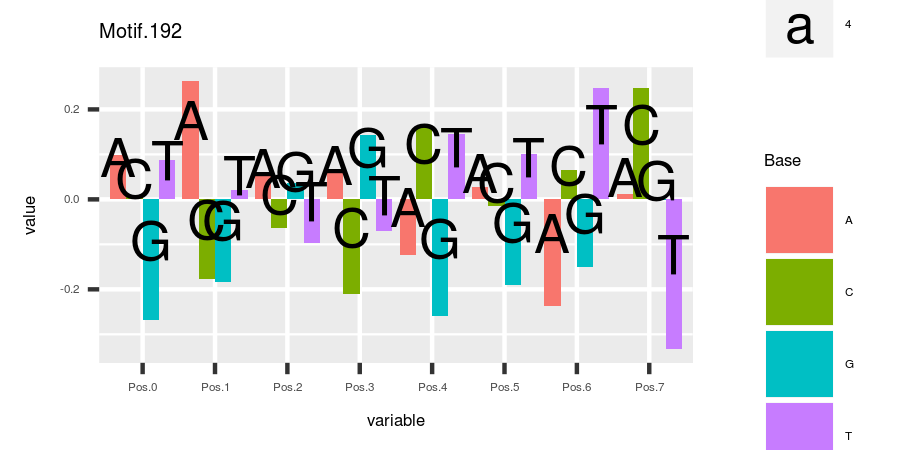 Motif.192
a 4
value
0.2
0.0
-0.2
A C G T A C G T A C G T A C G T A C G T A C G T A C G T A C G T
Pos.0 Pos.1 Pos.2 Pos.3 Pos.4 Pos.5 Pos.6 Pos.7
variable
Base
A
C
G
T